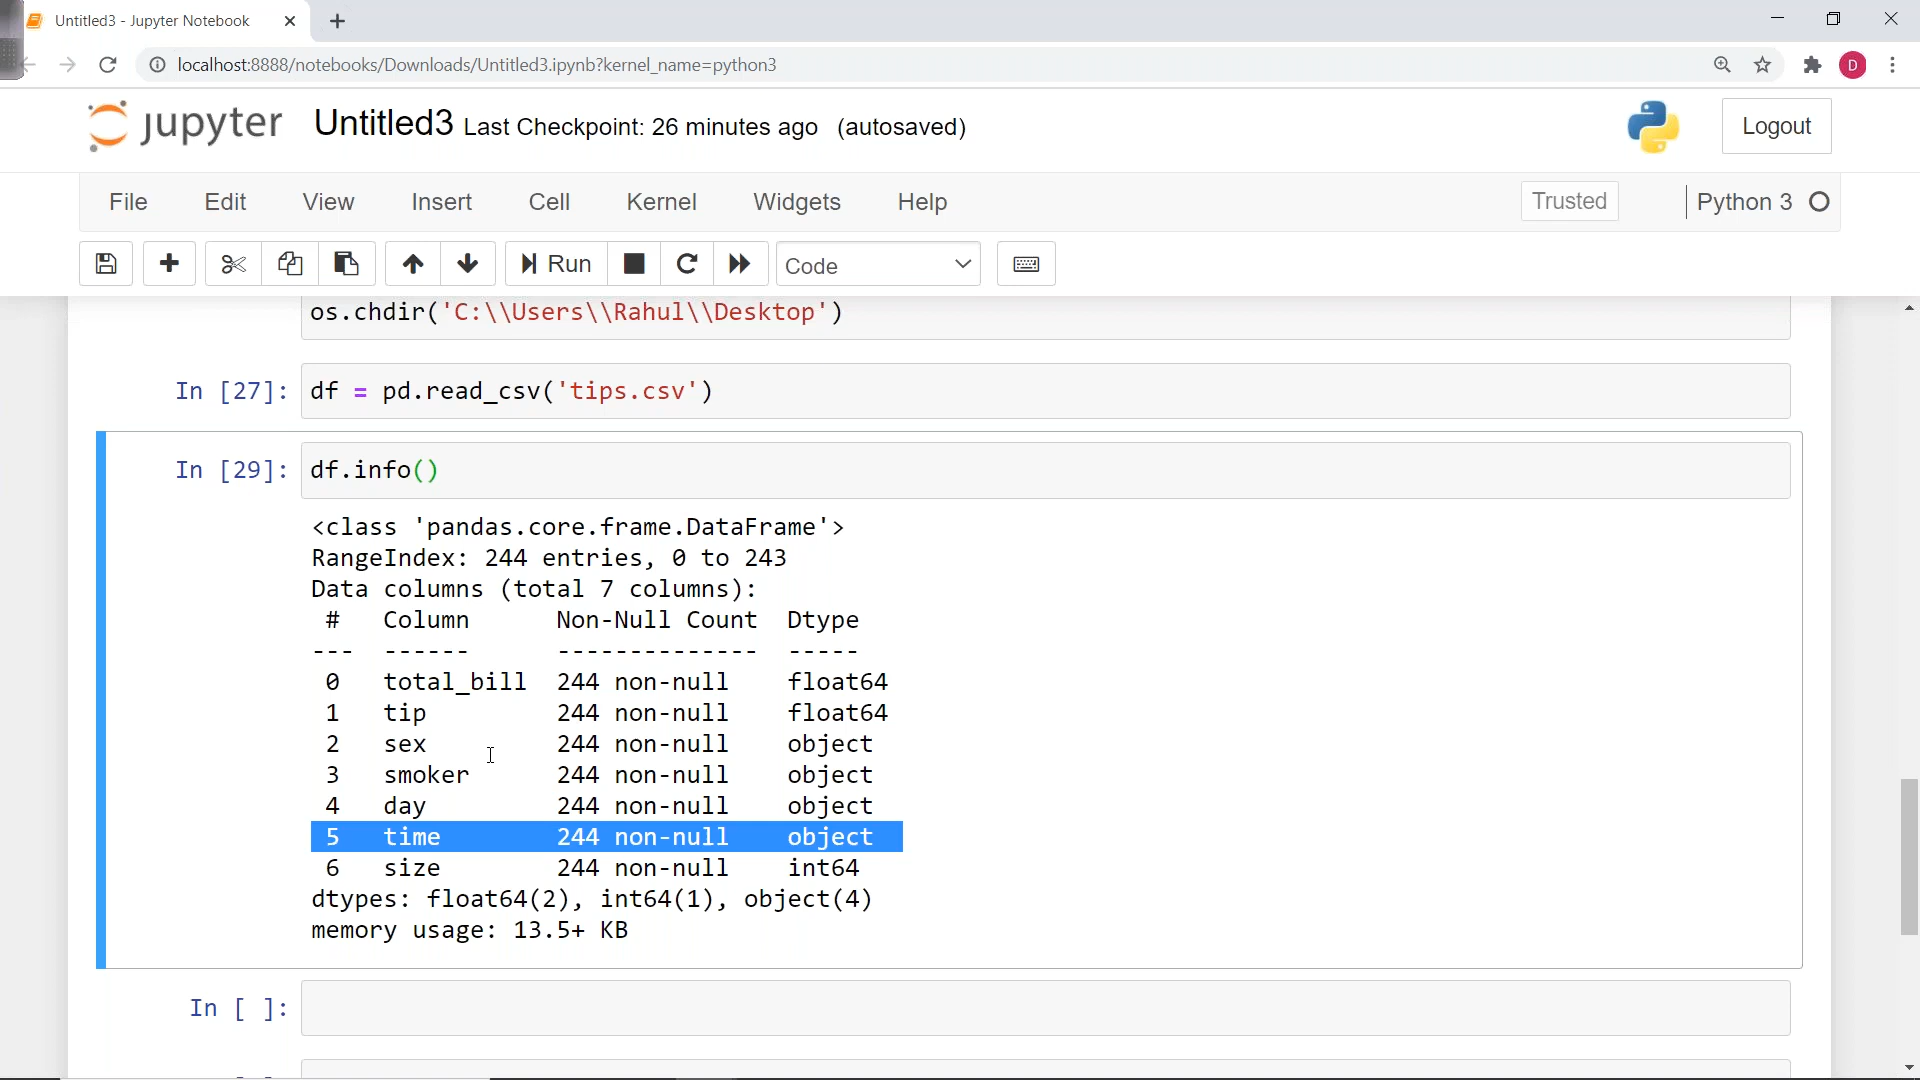 Untitled3 - Jupyter Notebook
localhost:8888/notebooks/Downloads/Untitled3.ipynb?kernel_name=python3
D
jupyter Untitled3 Last Checkpoint: 26 minutes ago (autosaved)
Logout
File Edit View Insert Cell Kernel Widgets Help Trusted Python 3
Run Code
os.chdir('C:\\Users\\Rahul\\Desktop')
In [27]: df = pd.read_csv('tips.csv')
In [29]: df.info()
<class 'pandas.core.frame.DataFrame'>
RangeIndex: 244 entries, 0 to 243
Data columns (total 7 columns):
# Column Non-Null Count Dtype
--- ------ -------------- -----
0 total_bill 244 non-null float64
1 tip 244 non-null float64
2 sex 244 non-null object
3 smoker 244 non-null object
4 day 244 non-null object
5 time 244 non-null object
6 size 244 non-null int64
dtypes: float64(2), int64(1), object(4)
memory usage: 13.5+ KB
In [ ]: